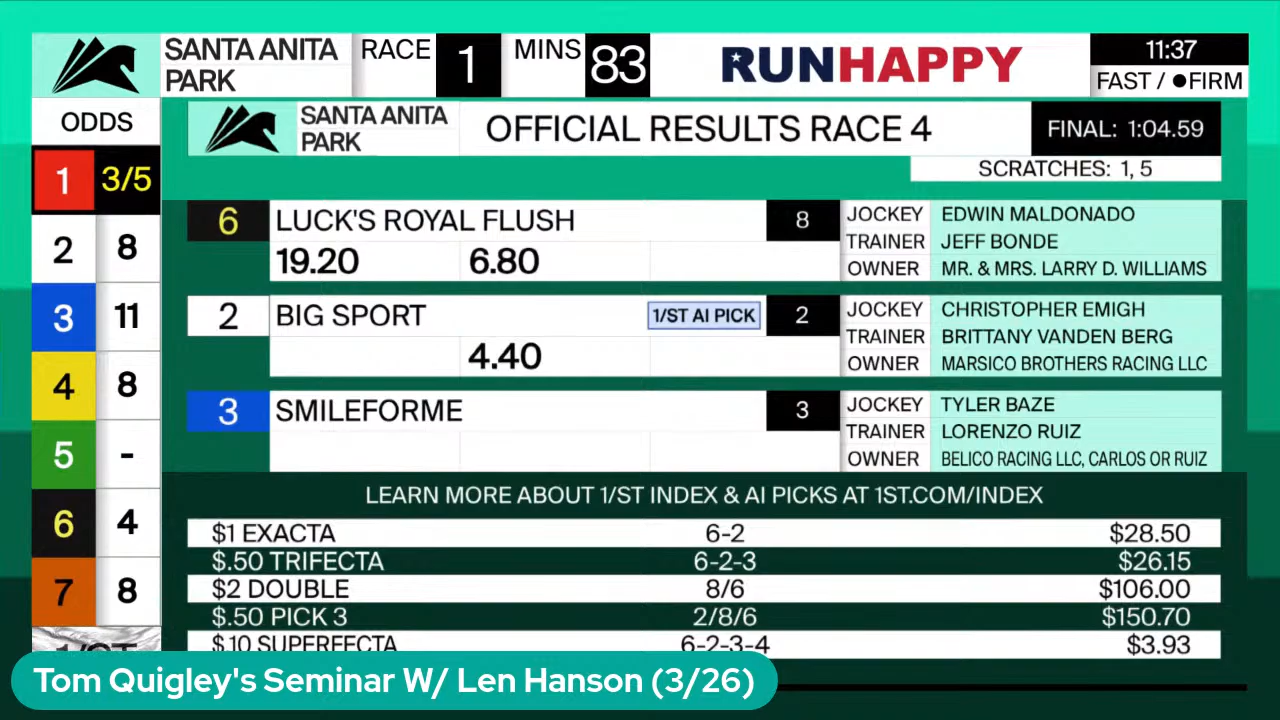 SANTA ANITA PARK RACE 1 MINS 83 RUNHAPPY 11:37 FAST / ●FIRM
ODDS
1 3/5
2 8
3 11
4 8
5 -
6 4
7 8
SANTA ANITA PARK OFFICIAL RESULTS RACE 4 FINAL: 1:04.59
SCRATCHES: 1, 5
6 LUCK'S ROYAL FLUSH 8 JOCKEY EDWIN MALDONADO
19.20 6.80 TRAINER JEFF BONDE
OWNER MR. & MRS. LARRY D. WILLIAMS
2 BIG SPORT 1/ST AI PICK 2 JOCKEY CHRISTOPHER EMIGH
4.40 TRAINER BRITTANY VANDEN BERG
OWNER MARSICO BROTHERS RACING LLC
3 SMILEFORME 3 JOCKEY TYLER BAZE
TRAINER LORENZO RUIZ
OWNER BELICO RACING LLC, CARLOS OR RUIZ
LEARN MORE ABOUT 1/ST INDEX & AI PICKS AT 1ST.COM/INDEX
$1 EXACTA 6-2 $28.50
$.50 TRIFECTA 6-2-3 $26.15
$2 DOUBLE 8/6 $106.00
$.50 PICK 3 2/8/6 $150.70
$.10 SUPERFECTA 6-2-3-4 $3.93
1/ST
Tom Quigley's Seminar W/ Len Hanson (3/26)